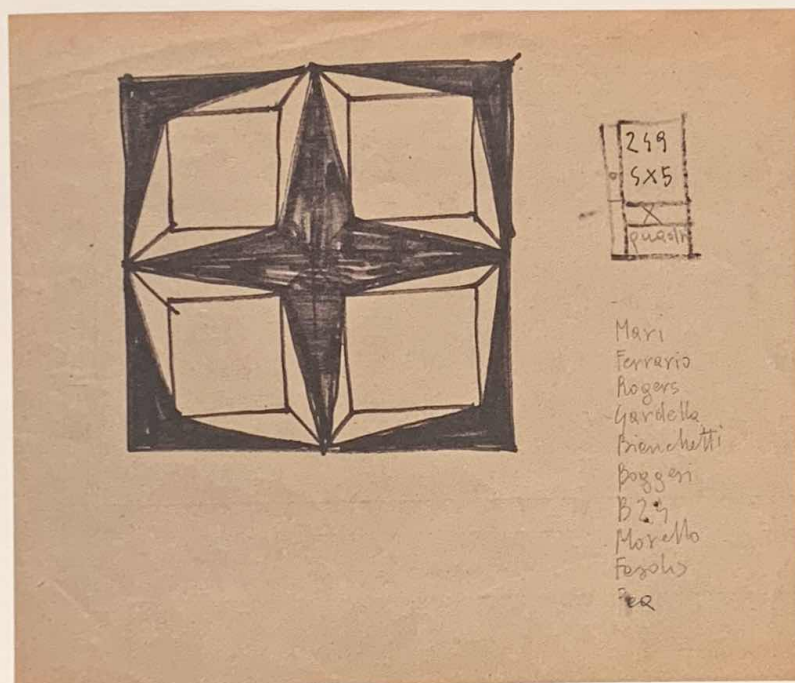 249
5X5
X
quadri
Mari
Ferrario
Rogers
Gardella
Bianchetti
Boggeri
B24
Morello
Fasolis